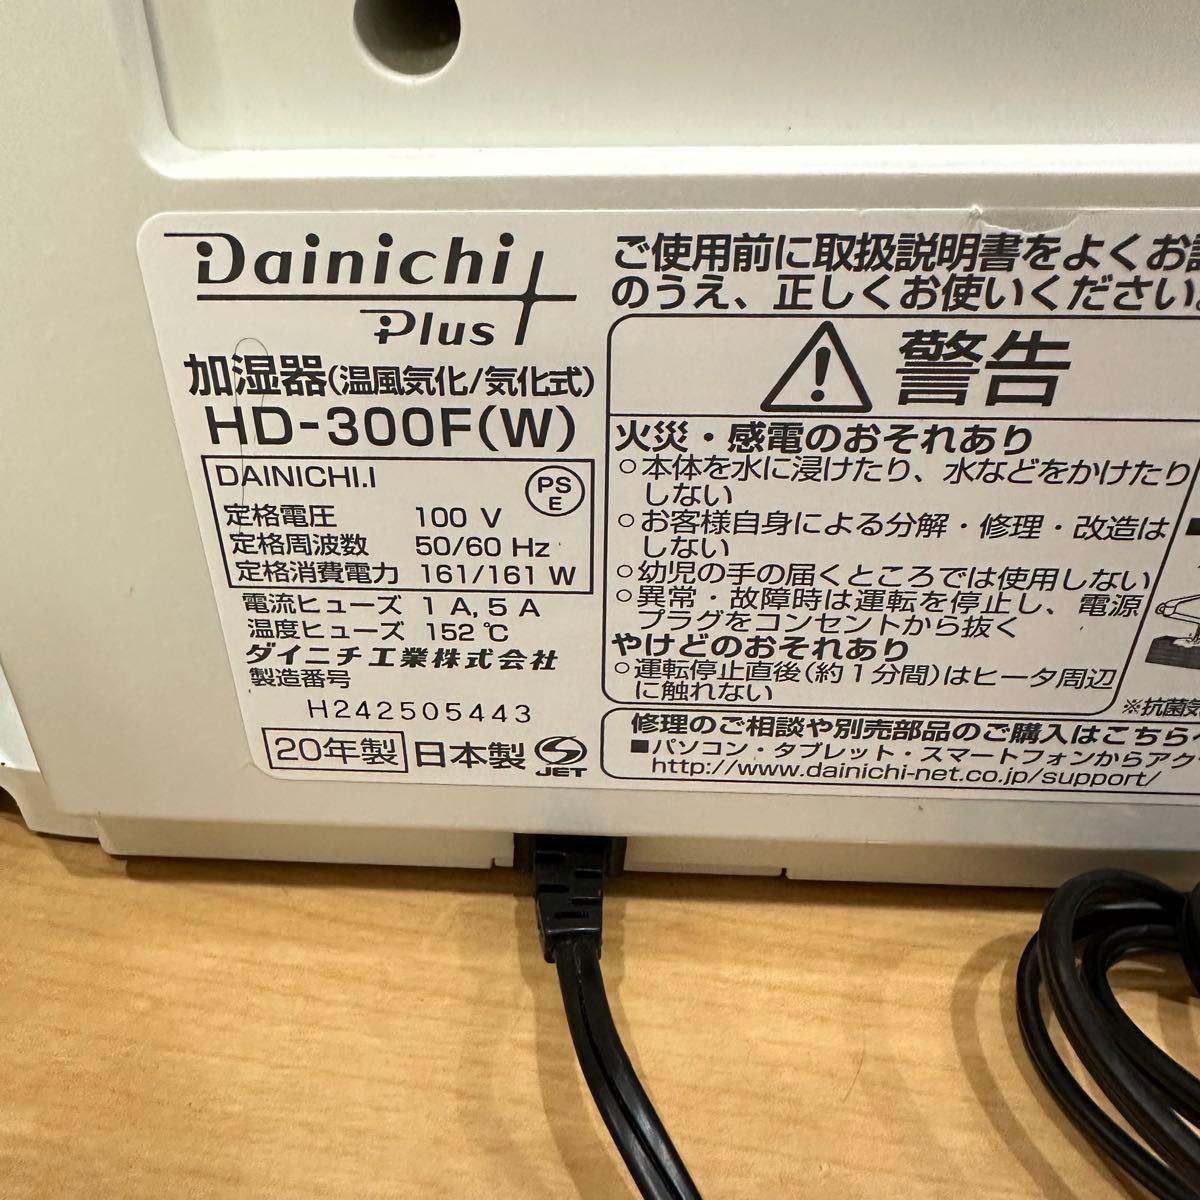 Dainichi
Plus
加湿器(温風気化/気化式)
HD-300F(W)
DAINICHI.I
PS
E
定格電圧 100 V
定格周波数 50/60 Hz
定格消費電力 161/161 W
電流ヒューズ 1 A, 5 A
温度ヒューズ 152 ℃
ダイニチ工業株式会社
製造番号
H242505443
20年製 日本製
JET
ご使用前に取扱説明書をよくお読
のうえ、正しくお使いください。
警告
火災・感電のおそれあり
○本体を水に浸けたり、水などをかけたり
しない
○お客様自身による分解・修理・改造は
しない
○幼児の手の届くところでは使用しない
○異常・故障時は運転を停止し、電源
プラグをコンセントから抜く
やけどのおそれあり
○運転停止直後(約1分間)はヒータ周辺
に触れない
※抗菌気
修理のご相談や別売部品のご購入はこちらへ
■パソコン・タブレット・スマートフォンからアク
http://www.dainichi-net.co.jp/support/